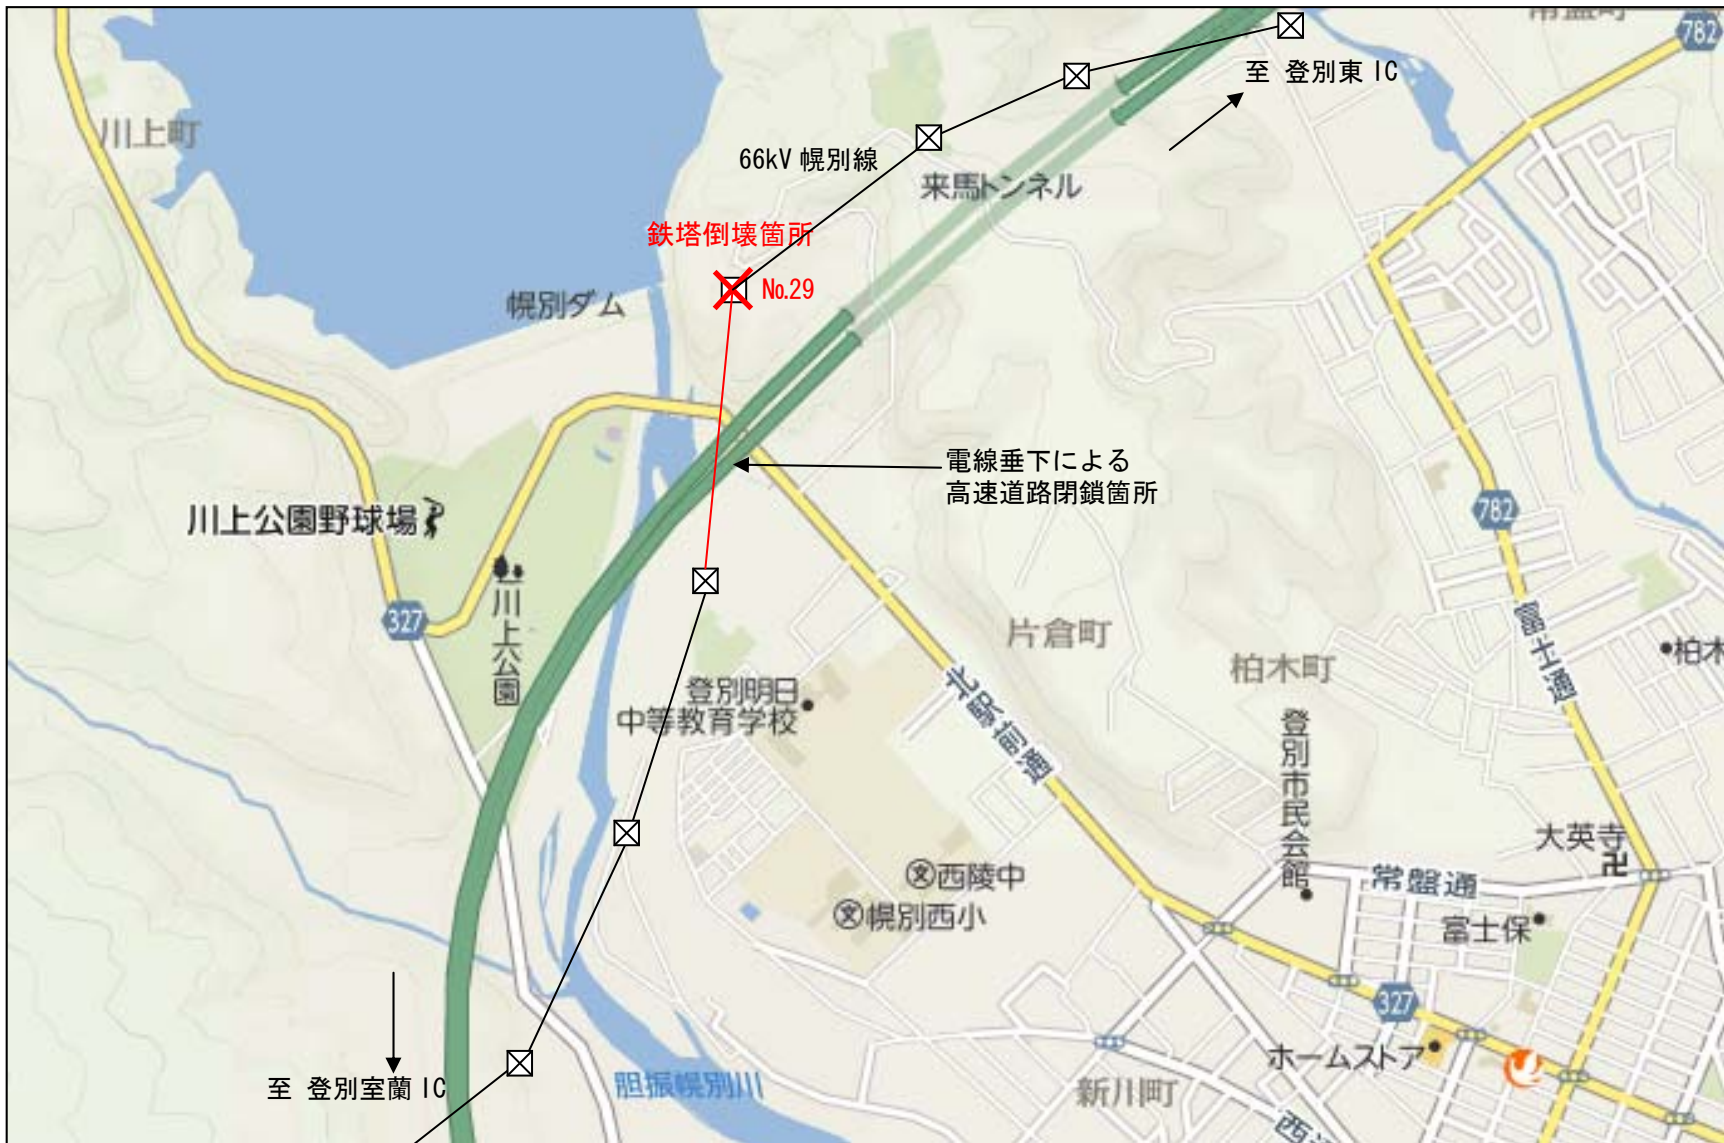 782
至 登別東 IC
川上町
66kV 幌別線
来馬トンネル
鉄塔倒壊箇所
No.29
幌別ダム
電線垂下による
高速道路閉鎖箇所
川上公園野球場
782
327
川上公園
片倉町
富士通
柏木
柏木町
登別明日
中等教育学校
北駅前通
登別市民会館
大英寺
西陵中
常盤通
幌別西小
富士保
327
ホームストア
至 登別室蘭 IC
胆振幌別川
新川町